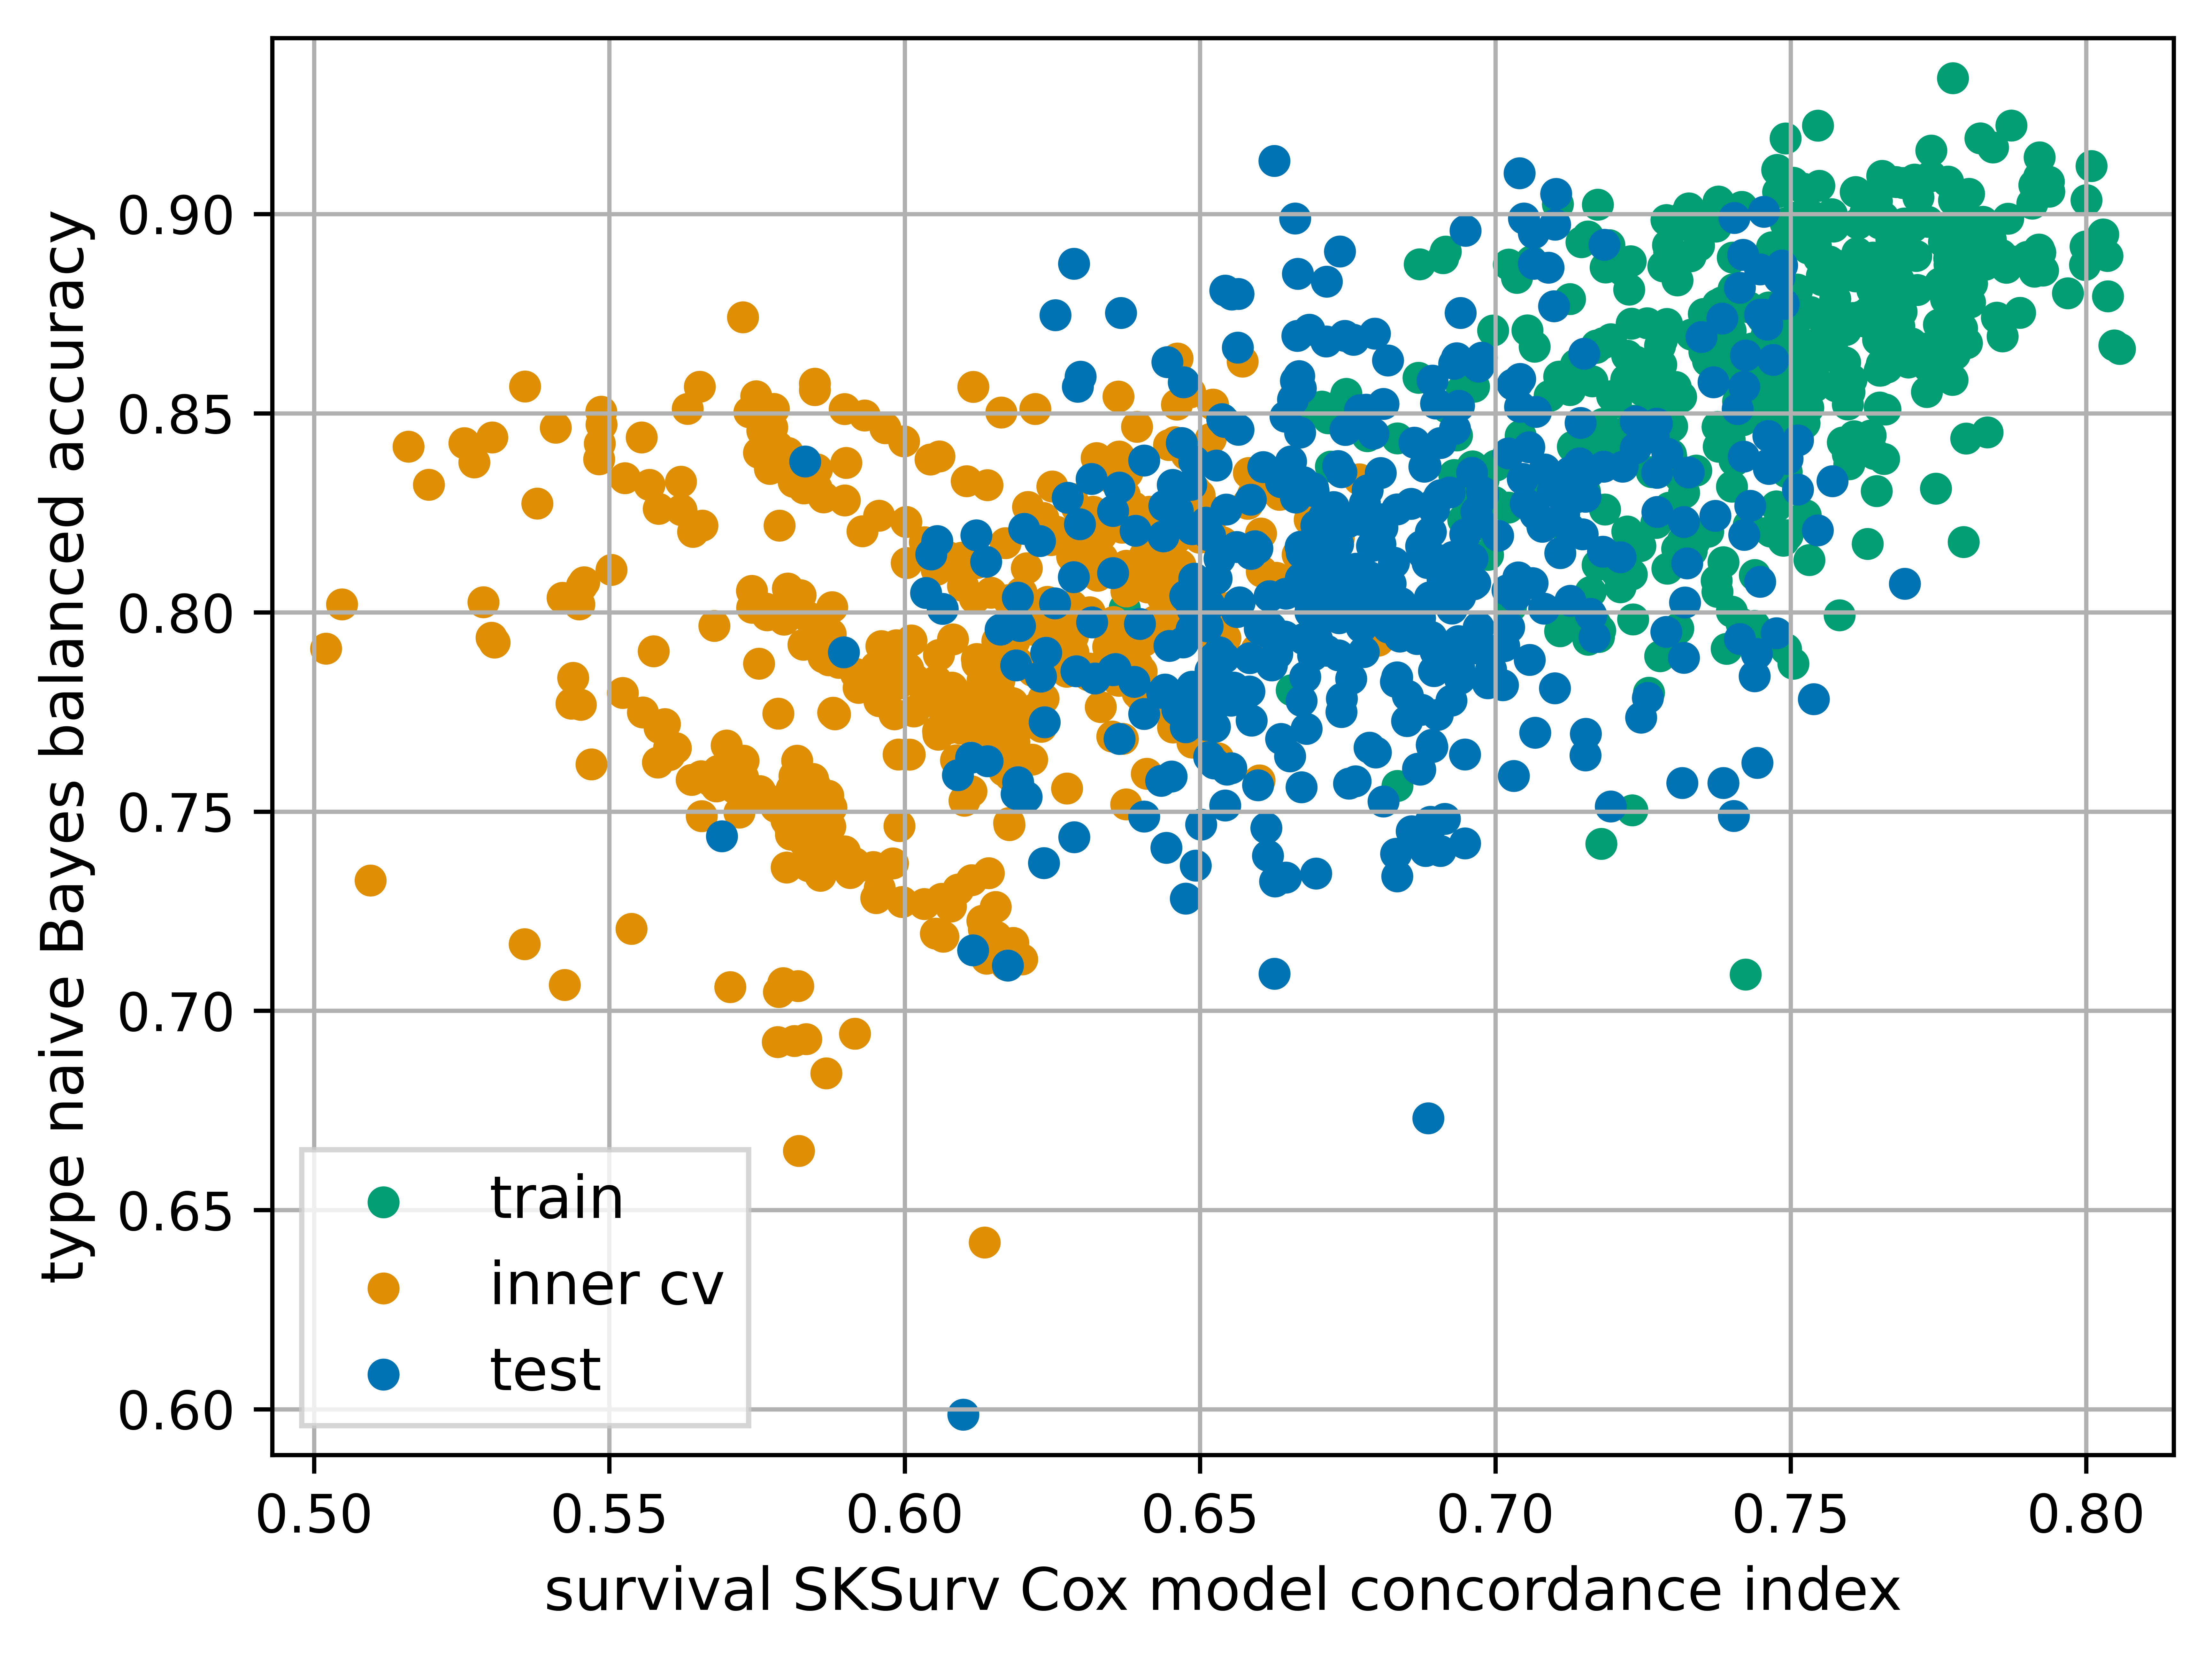 type naive Bayes balanced accuracy
0.90
0.85
0.80
0.75
0.70
0.65
0.60
train
inner cv
test
0.50 0.55 0.60 0.65 0.70 0.75 0.80
survival SKSurv Cox model concordance index